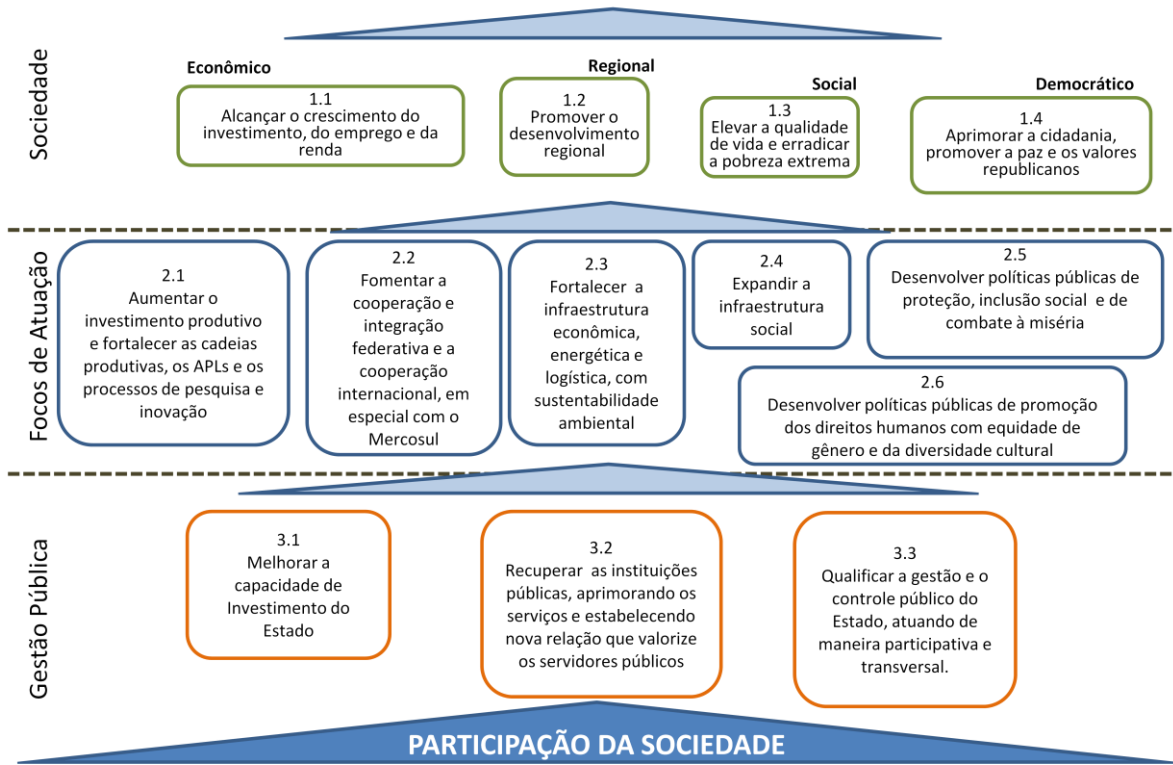 Sociedade
Econômico
1.1
Alcançar o crescimento do
investimento, do emprego e da
renda
Regional
1.2
Promover o
desenvolvimento
regional
Social
1.3
Elevar a qualidade
de vida e erradicar
a pobreza extrema
Democrático
1.4
Aprimorar a cidadania,
promover a paz e os valores
republicanos
Focos de Atuação
2.1
Aumentar o
investimento produtivo
e fortalecer as cadeias
produtivas, os APLs e os
processos de pesquisa e
inovação
2.2
Fomentar a
cooperação e
integração
federativa e a
cooperação
internacional, em
especial com o
Mercosul
2.3
Fortalecer a
infraestrutura
econômica,
energética e
logística, com
sustentabilidade
ambiental
2.4
Expandir a
infraestrutura
social
2.5
Desenvolver políticas públicas de
proteção, inclusão social e de
combate à miséria
2.6
Desenvolver políticas públicas de promoção
dos direitos humanos com equidade de
gênero e da diversidade cultural
Gestão Pública
3.1
Melhorar a
capacidade de
Investimento do
Estado
3.2
Recuperar as instituições
públicas, aprimorando os
serviços e estabelecendo
nova relação que valorize
os servidores públicos
3.3
Qualificar a gestão e o
controle público do
Estado, atuando de
maneira participativa e
transversal.
PARTICIPAÇÃO DA SOCIEDADE